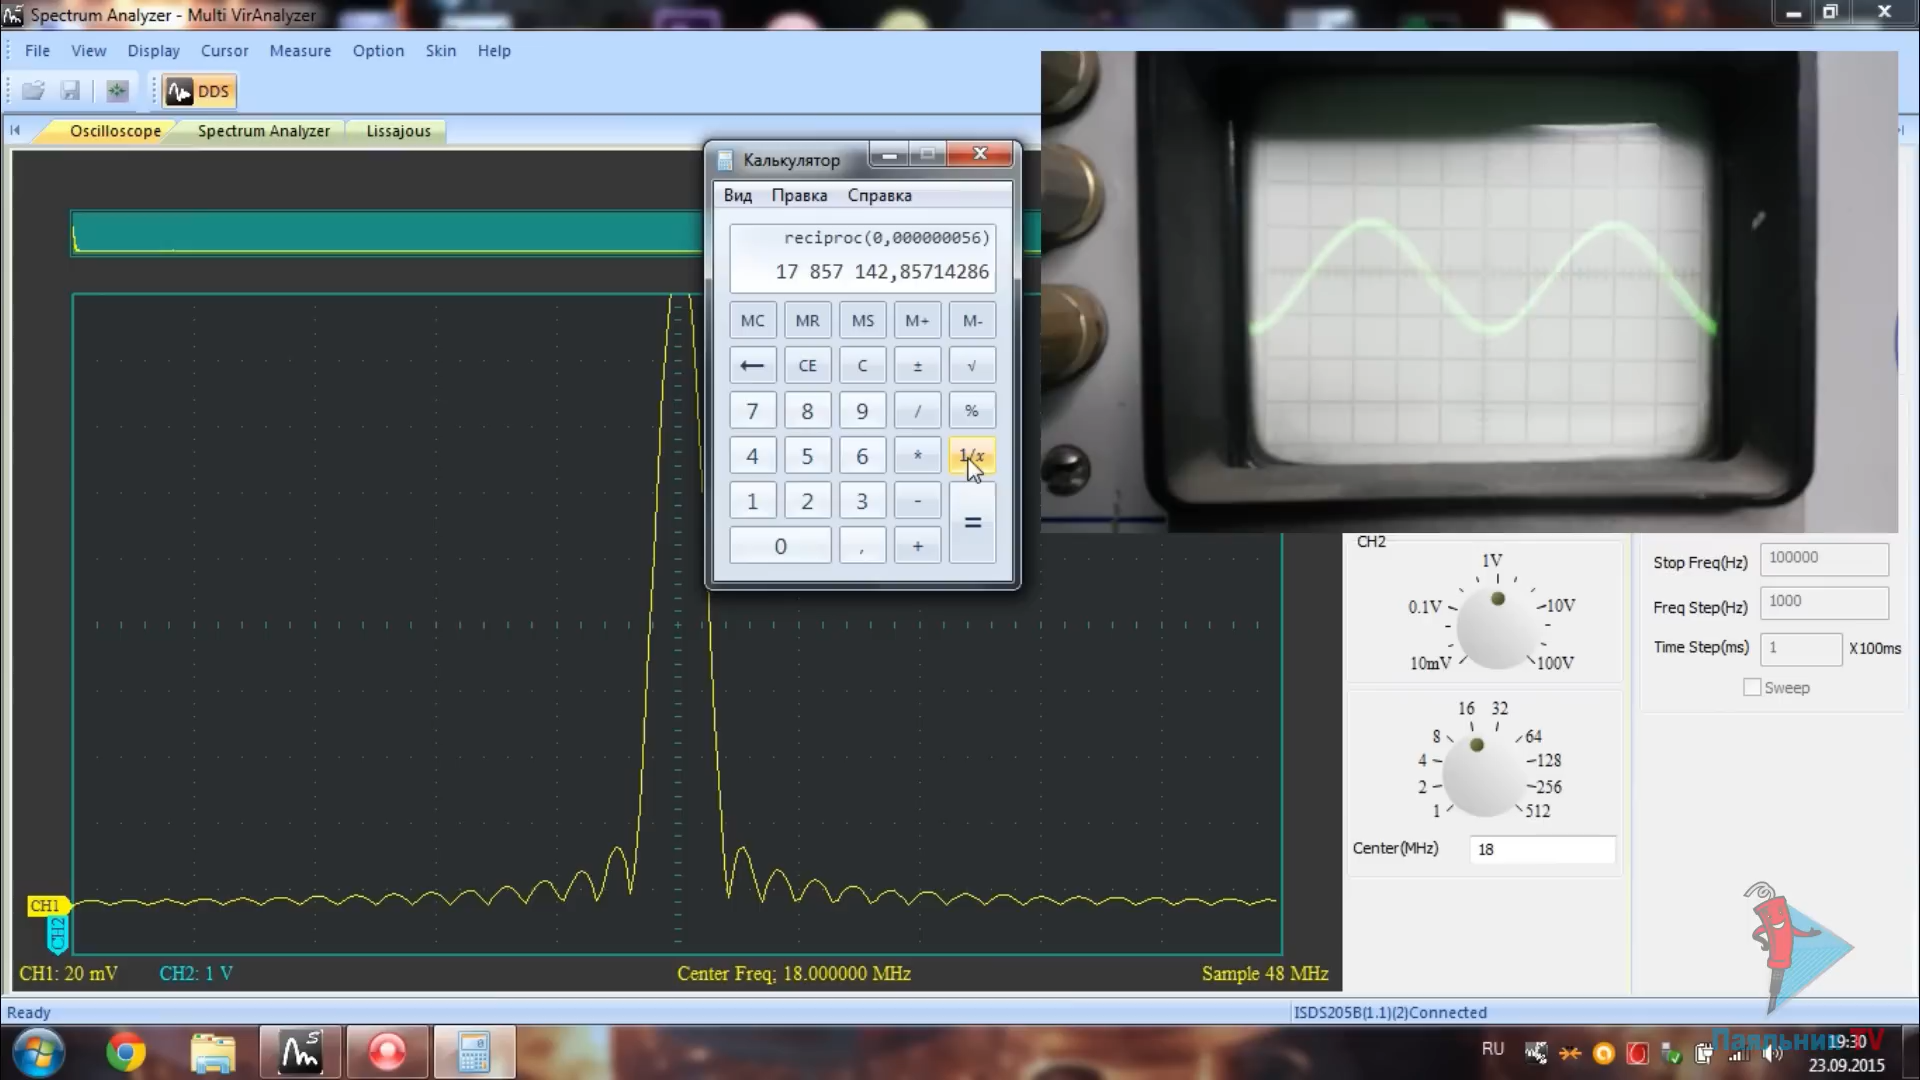 Spectrum Analyzer - Multi VirAnalyzer
File View Display Cursor Measure Option Skin Help
DDS
Oscilloscope Spectrum Analyzer Lissajous
Калькулятор
Вид Правка Справка
reciproc(0,000000056)
17 857 142,85714286
MC MR MS M+ M-
← CE C ± √
7 8 9 / %
4 5 6 * 1/x
1 2 3 -
=
0 , +
CH2
1V
0.1V 10V
10mV 100V
16 32
8 64
4 128
2 256
1 512
Center(MHz) 18
Stop Freq(Hz) 100000
Freq Step(Hz) 1000
Time Step(ms) 1 X100ms
Sweep
CH1
CH2
CH1: 20 mV CH2: 1 V Center Freq; 18.000000 MHz Sample 48 MHz
Ready ISDS205B(1.1)(2)Connected
Паяльник TV
RU 19:30
23.09.2015